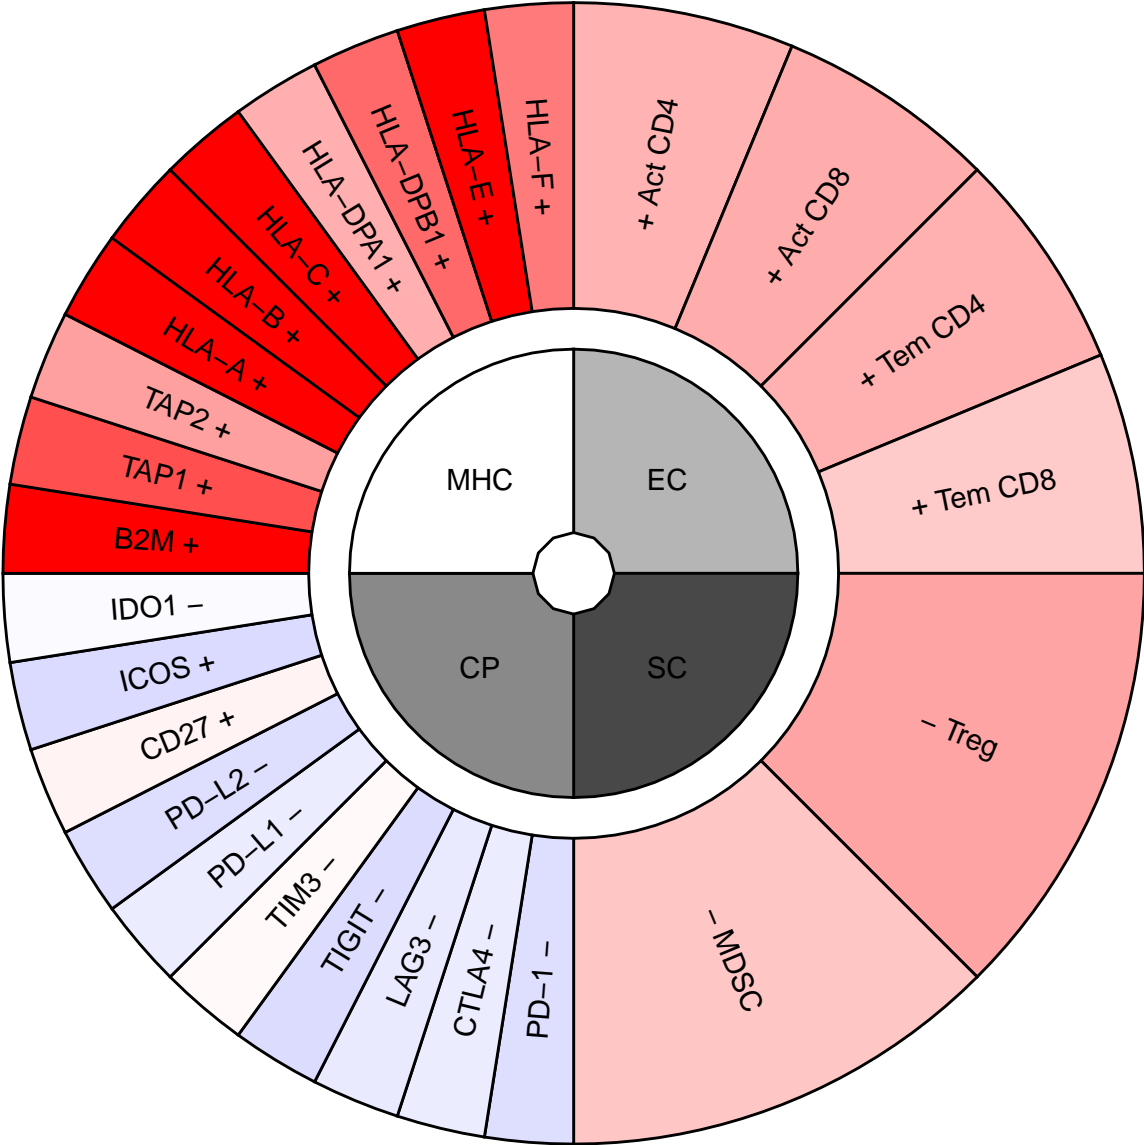 + Act CD4
+ Act CD8
+ Tem CD4
+ Tem CD8
– Treg
– MDSC
PD–1 –
CTLA4 –
LAG3 –
TIGIT –
TIM3 –
PD–L1 –
PD–L2 –
CD27 +
ICOS +
IDO1 –
B2M +
TAP1 +
TAP2 +
HLA–A +
HLA–B +
HLA–C +
HLA–DPA1 +
HLA–DPB1 +
HLA–E +
HLA–F +
MHC
EC
CP
SC